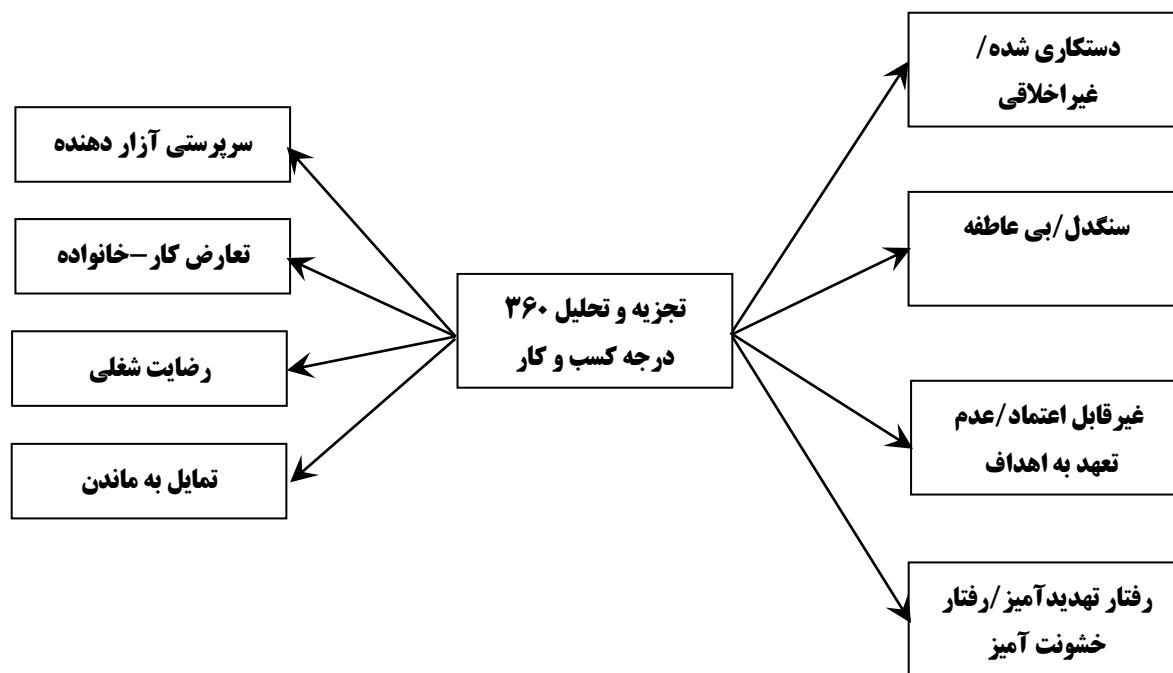 دستکاری شده/
غیراخلاقی
سنگدل/بی عاطفه
غیرقابل اعتماد/عدم
تعهد به اهداف
رفتار تهدیدآمیز/رفتار
خشونت آمیز
تجزیه و تحلیل ۳۶۰
درجه کسب و کار
سرپرستی آزار دهنده
تعارض کار–خانواده
رضایت شغلی
تمایل به ماندن